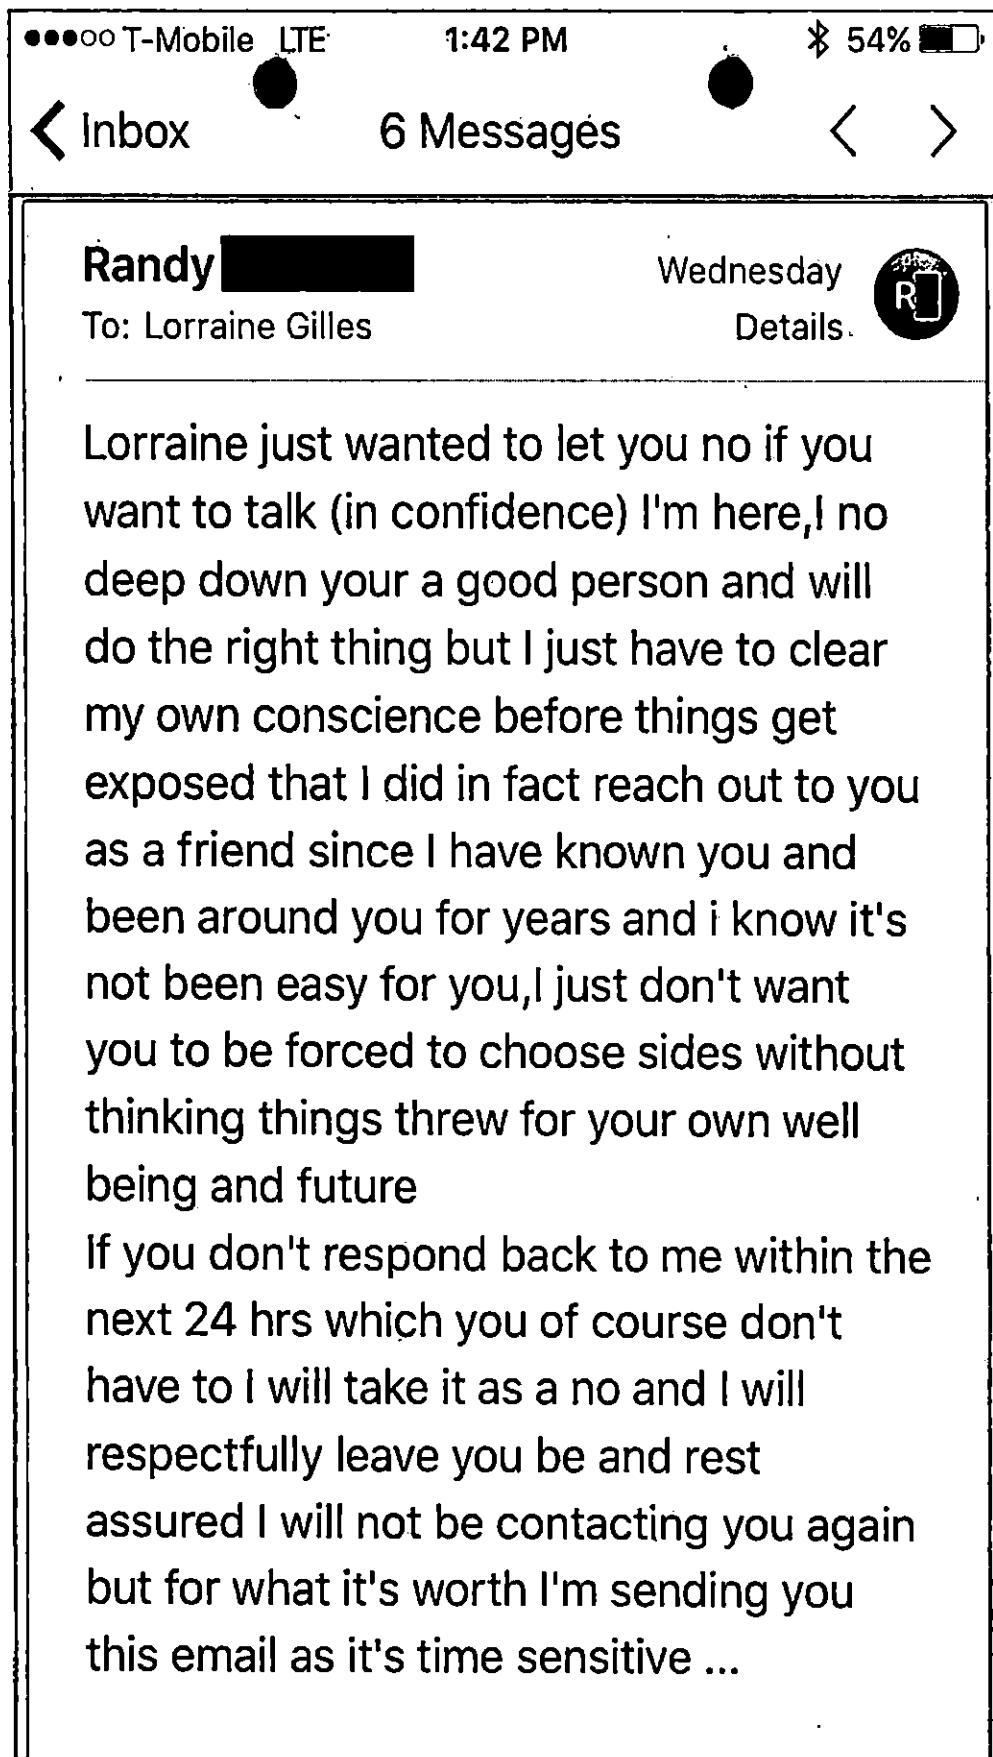 ●●●○○ T-Mobile LTE 1:42 PM 54%
Inbox 6 Messages
Randy Wednesday
To: Lorraine Gilles Details
R
Lorraine just wanted to let you no if you
want to talk (in confidence) I'm here,I no
deep down your a good person and will
do the right thing but I just have to clear
my own conscience before things get
exposed that I did in fact reach out to you
as a friend since I have known you and
been around you for years and i know it's
not been easy for you,I just don't want
you to be forced to choose sides without
thinking things threw for your own well
being and future
If you don't respond back to me within the
next 24 hrs which you of course don't
have to I will take it as a no and I will
respectfully leave you be and rest
assured I will not be contacting you again
but for what it's worth I'm sending you
this email as it's time sensitive ...